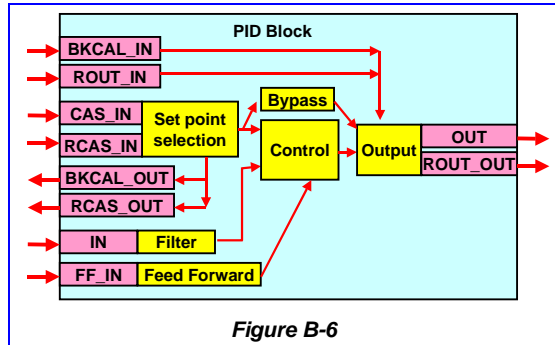 PID Block
BKCAL_IN
ROUT_IN
CAS_IN
RCAS_IN
Set point
selection
Bypass
Control
Output
OUT
ROUT_OUT
BKCAL_OUT
RCAS_OUT
IN
Filter
FF_IN
Feed Forward
Figure B-6